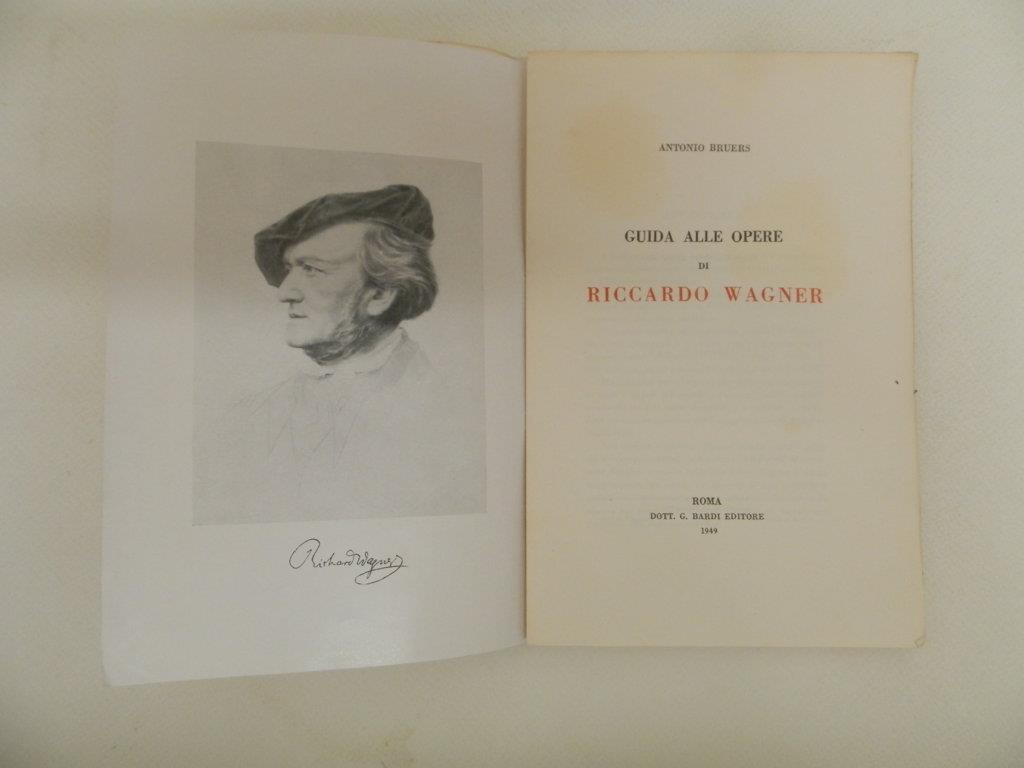 Richard Wagner
ANTONIO BRUERS
GUIDA ALLE OPERE
DI
RICCARDO WAGNER
ROMA
DOTT. G. BARDI EDITORE
1949